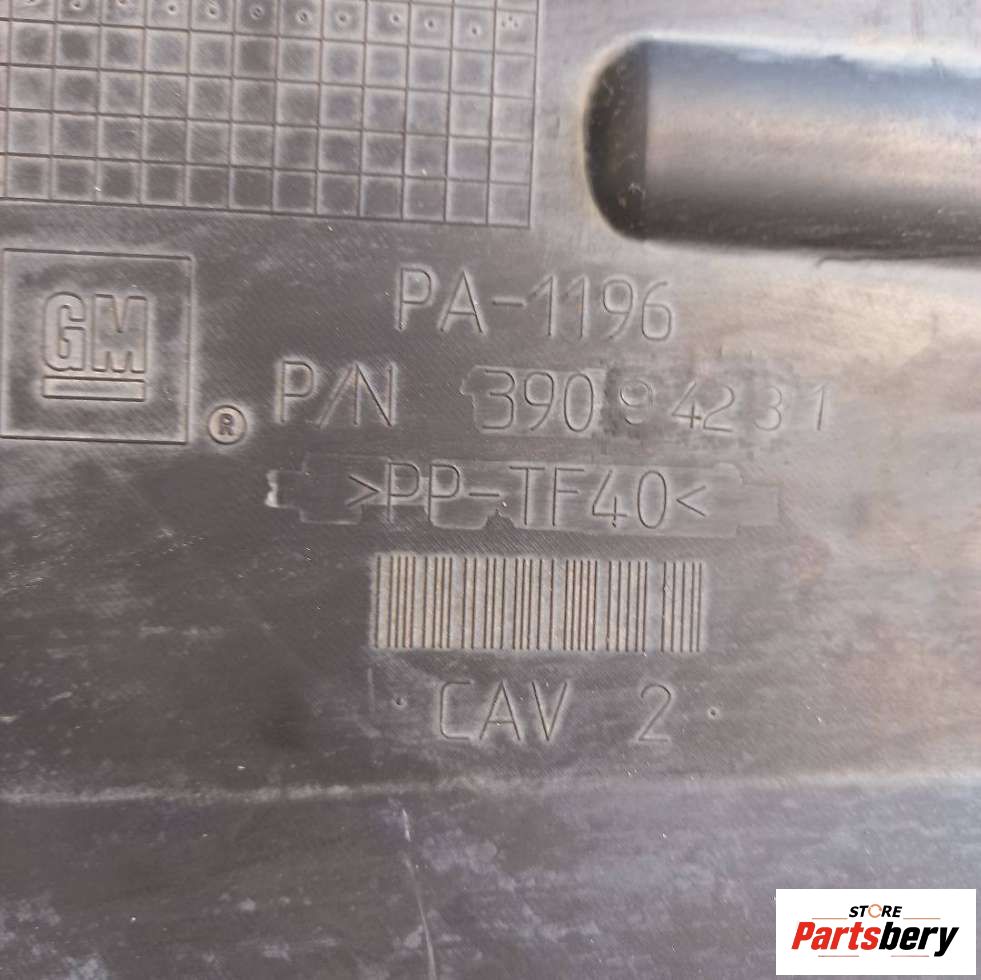 GM
®
PA-1196
P/N 39094231
>PP-TF40<
· CAV 2 ·
STORE
Partsbery